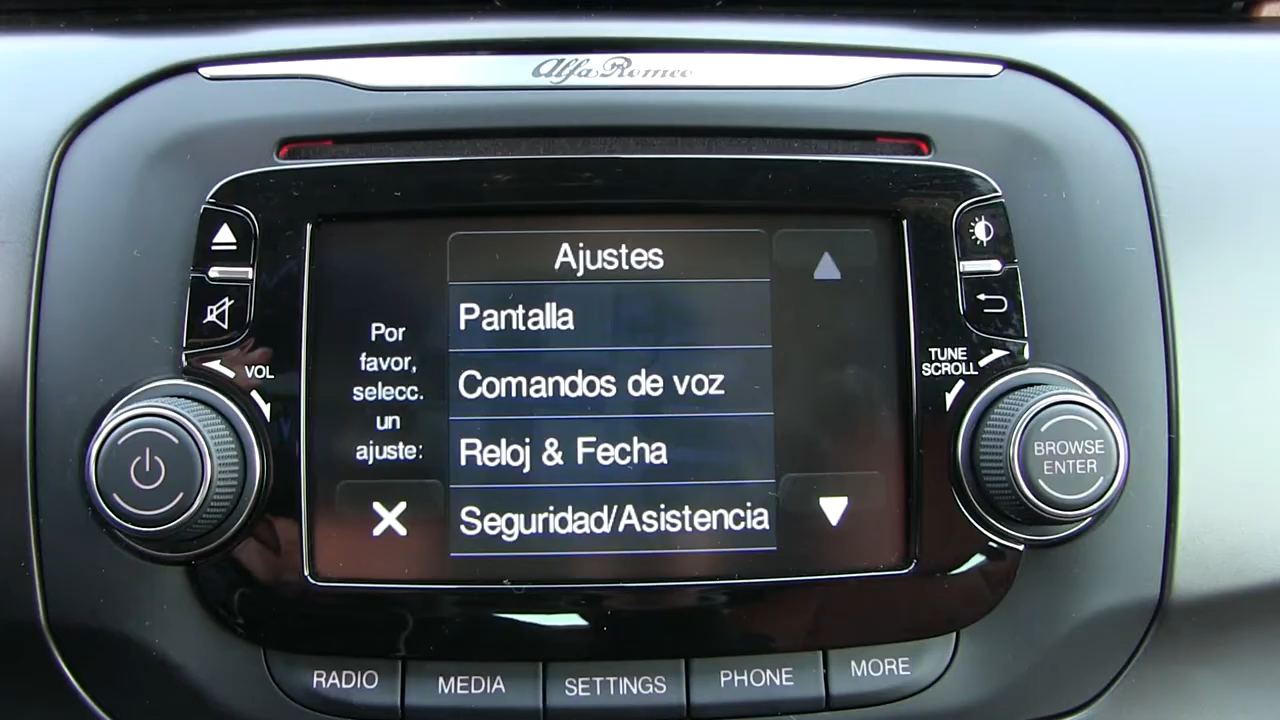 Alfa Romeo
Ajustes
Pantalla
Comandos de voz
Reloj & Fecha
Seguridad/Asistencia
Por
favor,
selecc.
un
ajuste:
VOL
TUNE
SCROLL
BROWSE
ENTER
RADIO
MEDIA
SETTINGS
PHONE
MORE